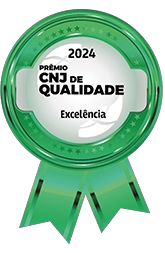 2024
PRÊMIO
CNJ DE
QUALIDADE
Excelência